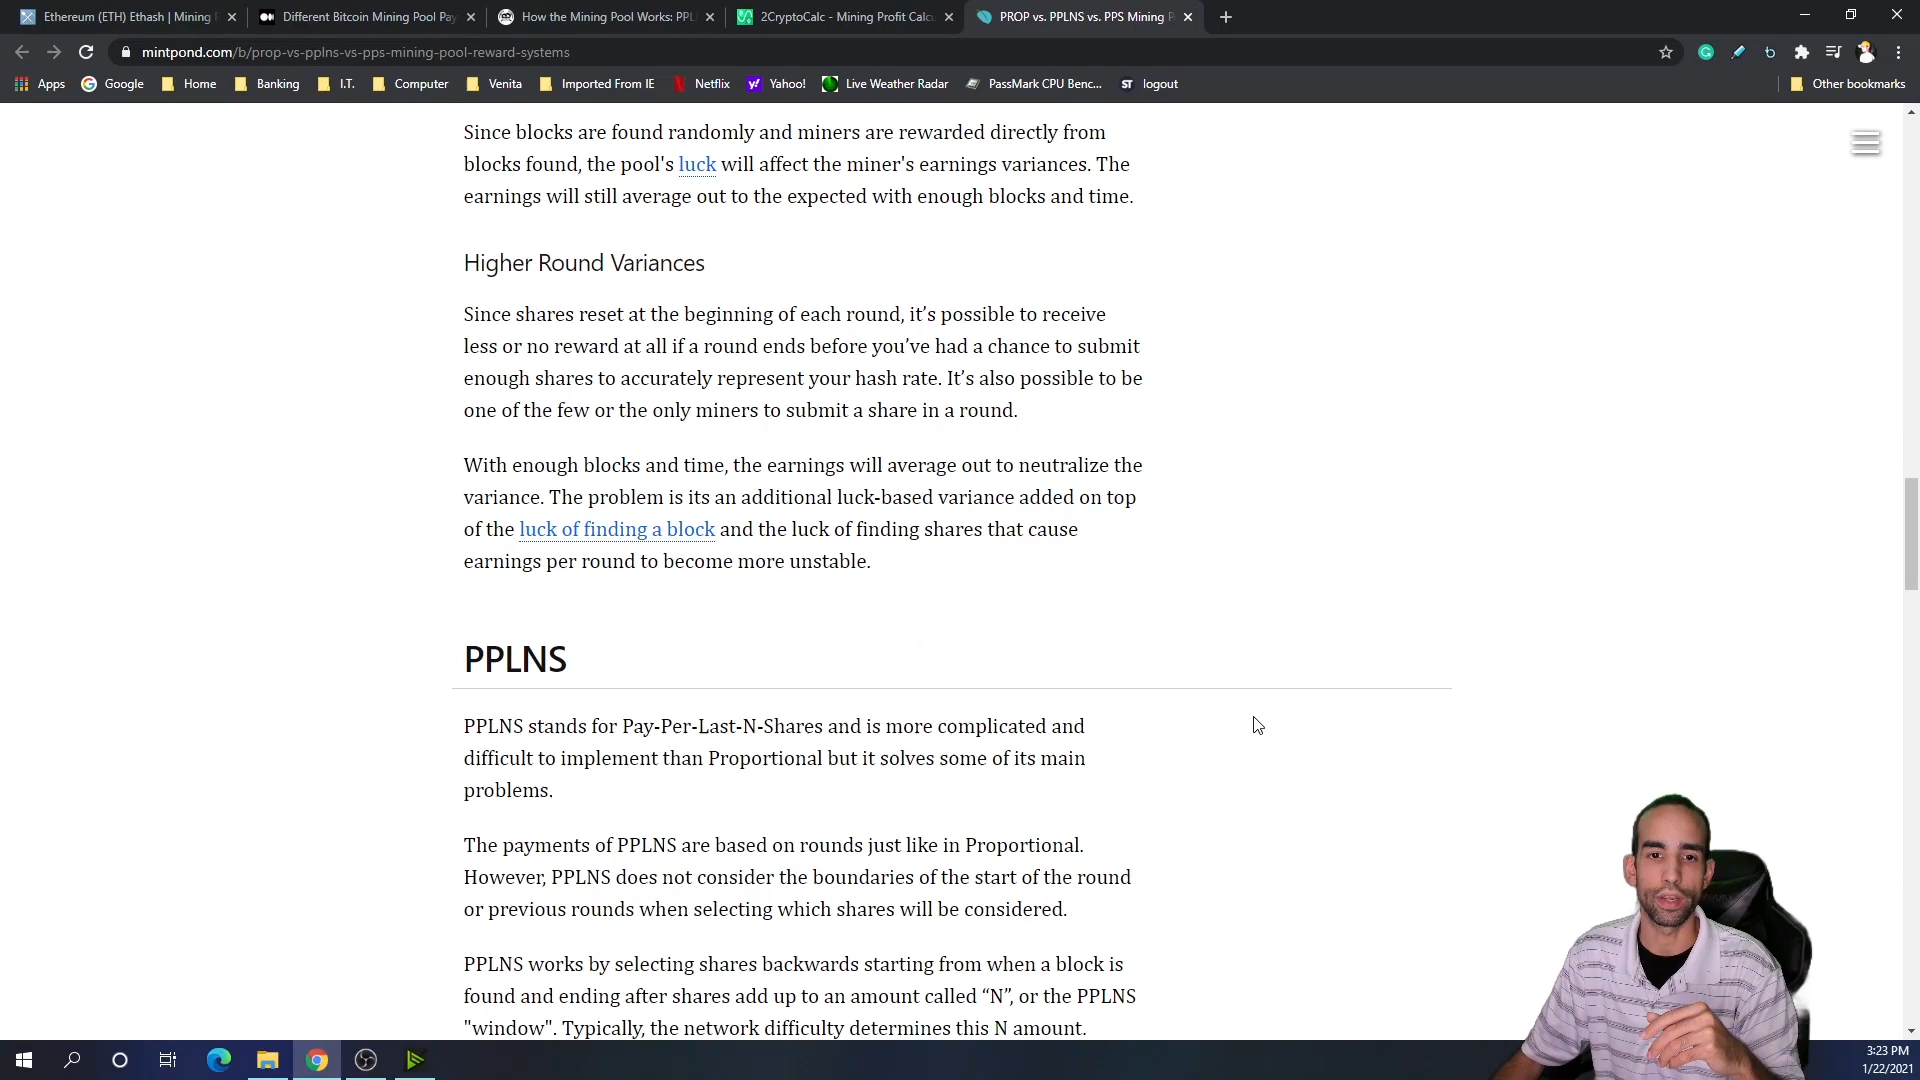 Ethereum (ETH) Ethash | Mining
Different Bitcoin Mining Pool Pay
How the Mining Pool Works: PPL
2CryptoCalc - Mining Profit Calcu
PROP vs. PPLNS vs. PPS Mining P
mintpond.com/b/prop-vs-pplns-vs-pps-mining-pool-reward-systems
Apps
Google
Home
Banking
I.T.
Computer
Venita
Imported From IE
Netflix
Yahoo!
Live Weather Radar
PassMark CPU Benc...
ST
logout
Other bookmarks
Since blocks are found randomly and miners are rewarded directly from
blocks found, the pool's luck will affect the miner's earnings variances. The
earnings will still average out to the expected with enough blocks and time.
Higher Round Variances
Since shares reset at the beginning of each round, it’s possible to receive
less or no reward at all if a round ends before you’ve had a chance to submit
enough shares to accurately represent your hash rate. It’s also possible to be
one of the few or the only miners to submit a share in a round.
With enough blocks and time, the earnings will average out to neutralize the
variance. The problem is its an additional luck-based variance added on top
of the luck of finding a block and the luck of finding shares that cause
earnings per round to become more unstable.
PPLNS
PPLNS stands for Pay-Per-Last-N-Shares and is more complicated and
difficult to implement than Proportional but it solves some of its main
problems.
The payments of PPLNS are based on rounds just like in Proportional.
However, PPLNS does not consider the boundaries of the start of the round
or previous rounds when selecting which shares will be considered.
PPLNS works by selecting shares backwards starting from when a block is
found and ending after shares add up to an amount called “N”, or the PPLNS
"window". Typically, the network difficulty determines this N amount.
3:23 PM
1/22/2021